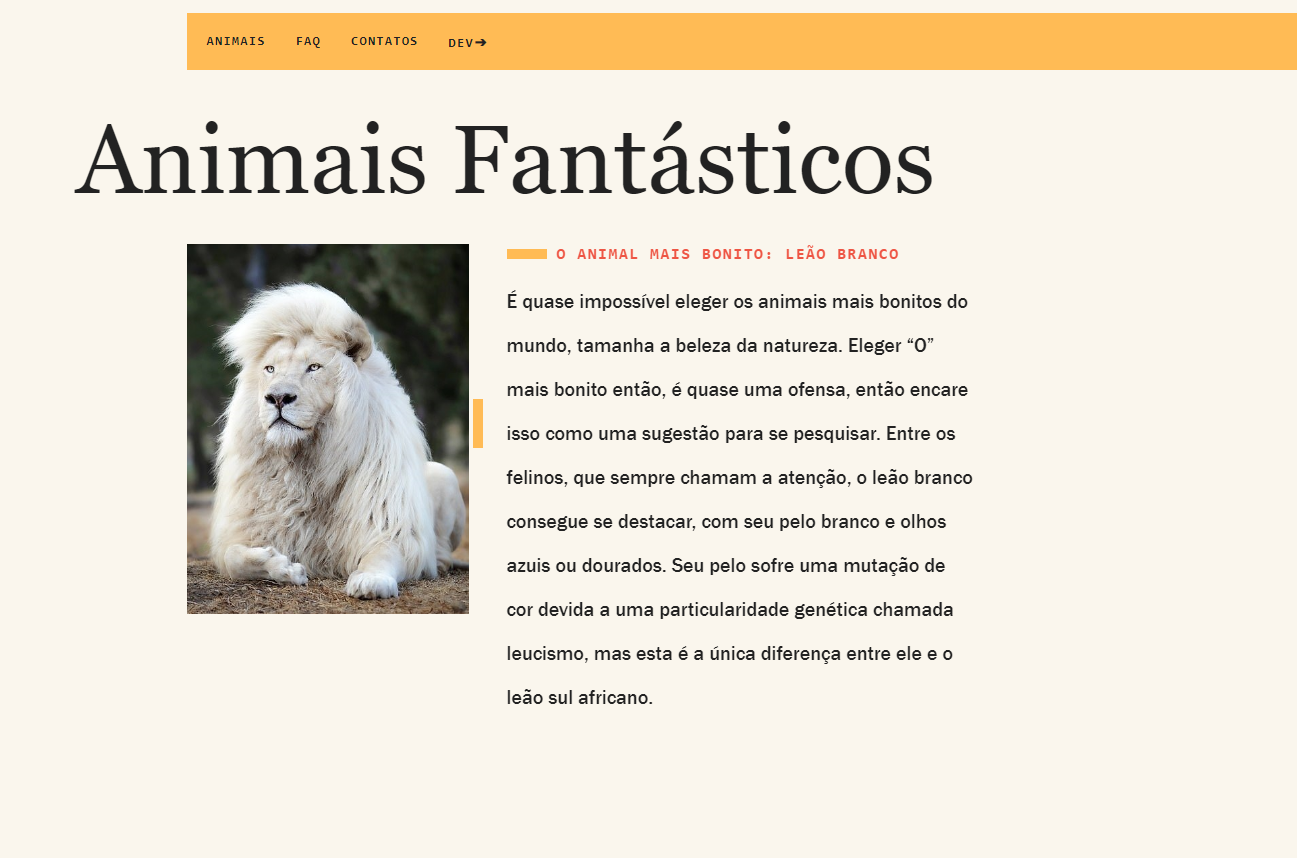 ANIMAIS FAQ CONTATOS DEV➔
Animais Fantásticos
O ANIMAL MAIS BONITO: LEÃO BRANCO
É quase impossível eleger os animais mais bonitos do
mundo, tamanha a beleza da natureza. Eleger “O”
mais bonito então, é quase uma ofensa, então encare
isso como uma sugestão para se pesquisar. Entre os
felinos, que sempre chamam a atenção, o leão branco
consegue se destacar, com seu pelo branco e olhos
azuis ou dourados. Seu pelo sofre uma mutação de
cor devida a uma particularidade genética chamada
leucismo, mas esta é a única diferença entre ele e o
leão sul africano.